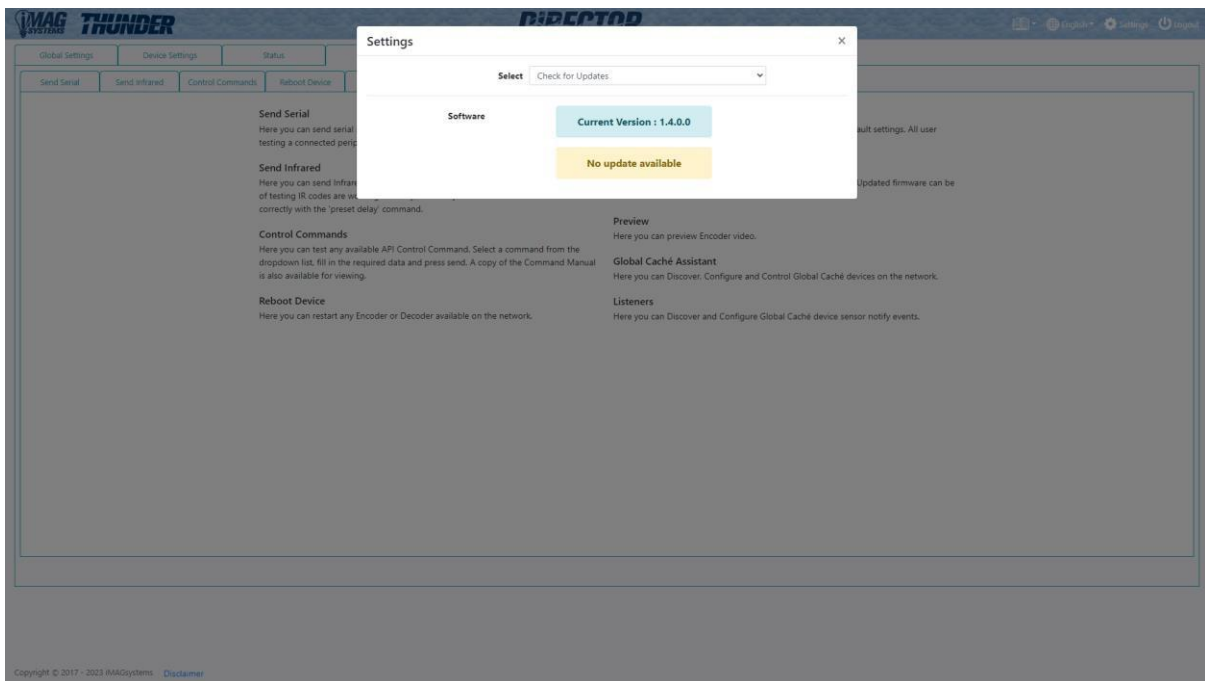 iMAG SYSTEMS THUNDER
DIRECTOR
English
Settings
Logout
Global Settings
Device Settings
Status
Send Serial
Send Infrared
Control Commands
Reboot Device
Settings
×
Select
Check for Updates
Software
Current Version : 1.4.0.0
No update available
Send Serial
Here you can send serial
testing a connected
Send Infrared
Here you can send
of testing IR codes are
correctly with the 'preset delay' command.
Control Commands
Here you can test any available API Control Command. Select a command from the
dropdown list, fill in the required data and press send. A copy of the Command Manual
is also available for viewing.
Reboot Device
Here you can restart any Encoder or Decoder available on the network.
settings. All user
Updated firmware can be
Preview
Here you can preview Encoder video.
Global Caché Assistant
Here you can Discover, Configure and Control Global Caché devices on the network.
Listeners
Here you can Discover and Configure Global Caché device sensor notify events.
Copyright © 2017 - 2023 iMAGsystems
Disclaimer